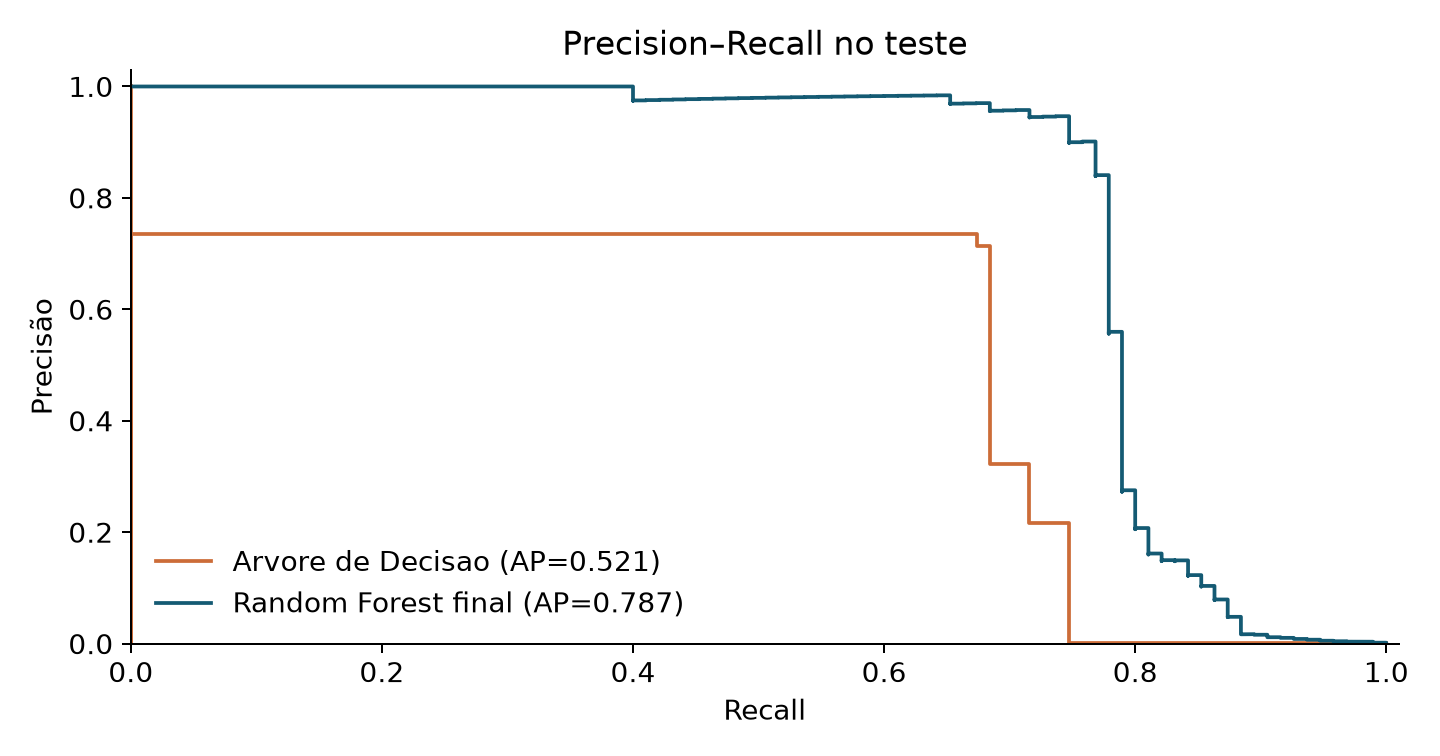 Precision–Recall no teste
1.0
0.8
0.6
0.4
0.2
0.0
Precisão
Arvore de Decisao (AP=0.521)
Random Forest final (AP=0.787)
0.0 0.2 0.4 0.6 0.8 1.0
Recall